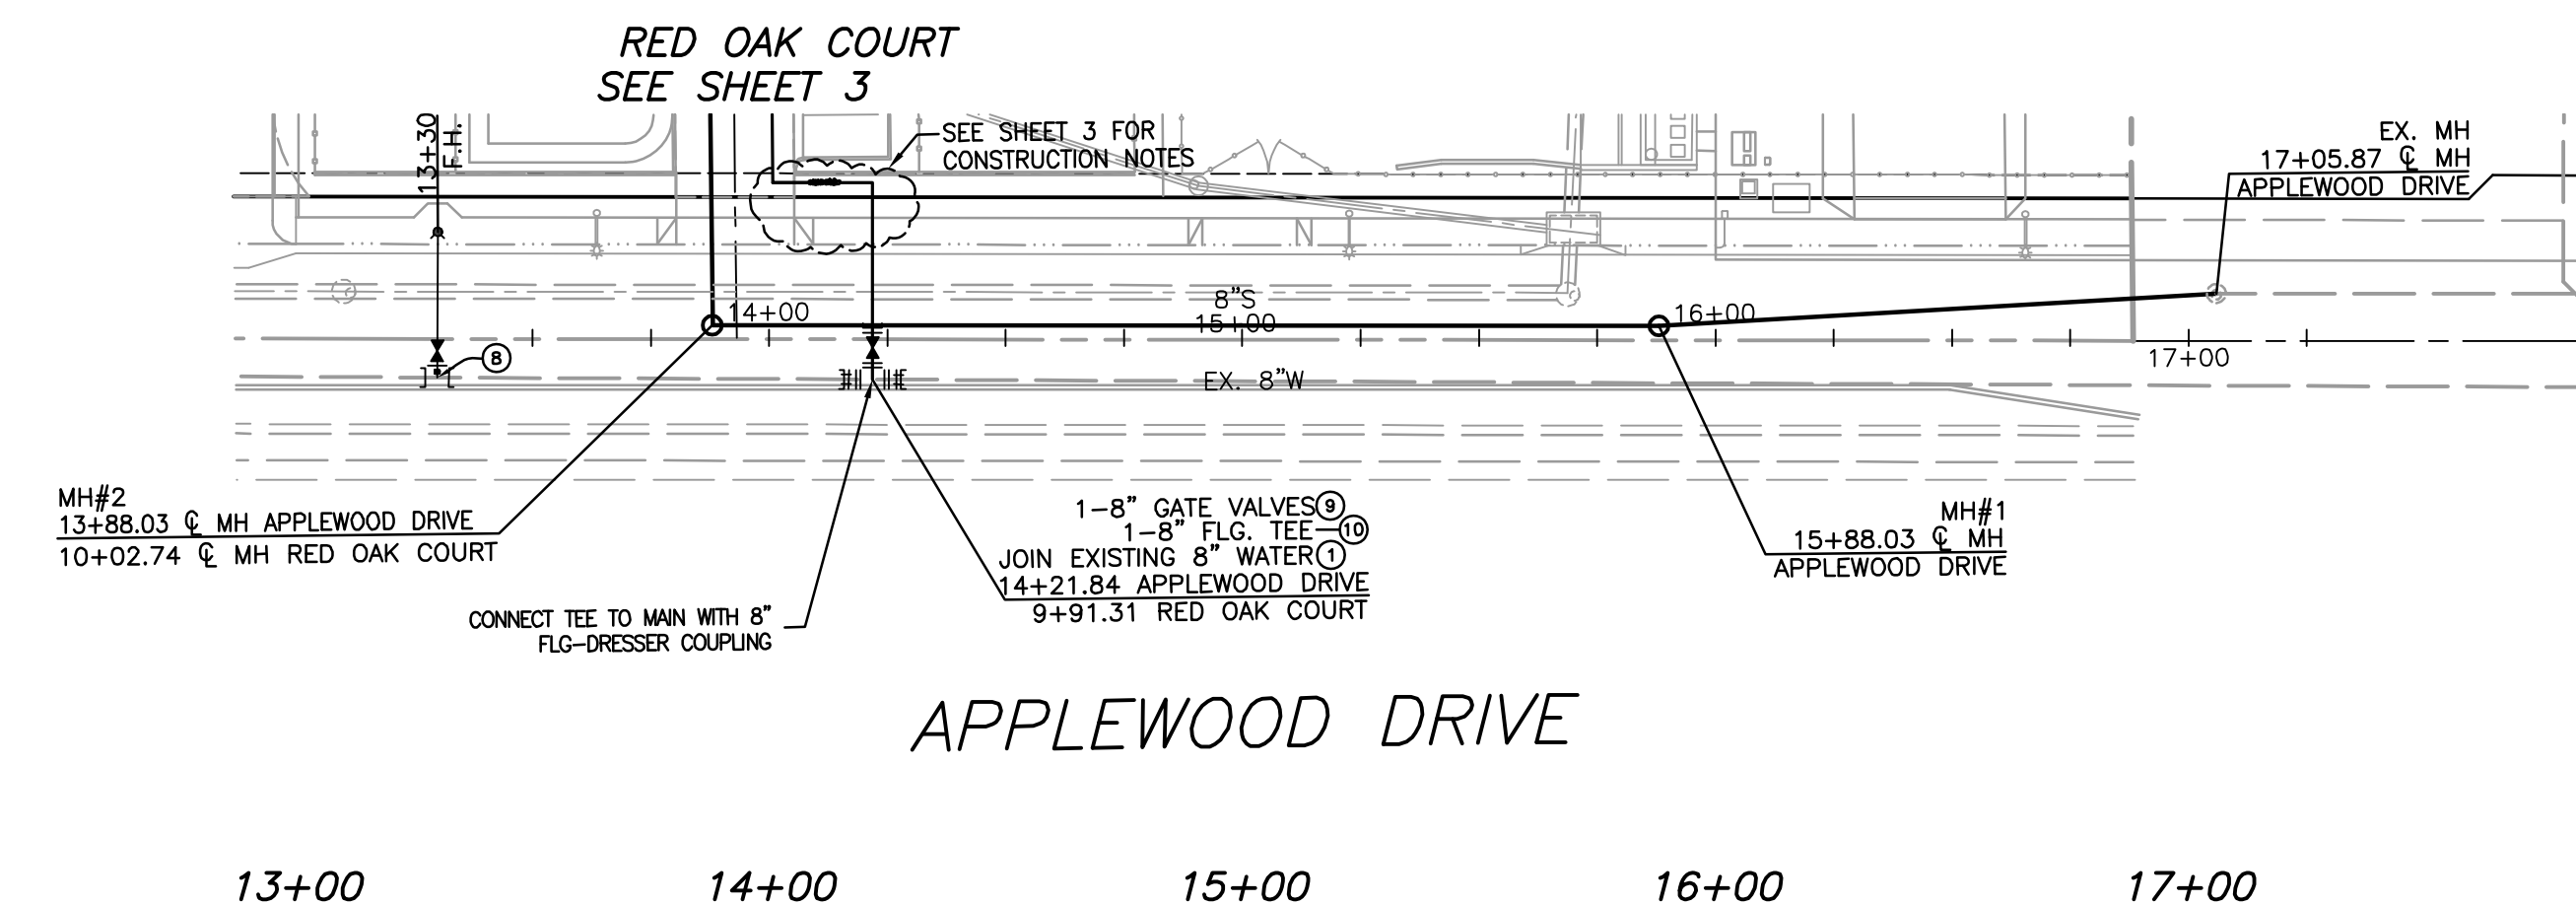 RED OAK COURT
SEE SHEET 3
13+30
F.H.
SEE SHEET 3 FOR
CONSTRUCTION NOTES
EX. MH
17+05.87 ℄ MH
APPLEWOOD DRIVE
8"S
14+00
15+00
16+00
17+00
8
EX. 8"W
MH#2
13+88.03 ℄ MH APPLEWOOD DRIVE
10+02.74 ℄ MH RED OAK COURT
1-8" GATE VALVES 9
1-8" FLG. TEE 10
JOIN EXISTING 8" WATER 1
14+21.84 APPLEWOOD DRIVE
9+91.31 RED OAK COURT
CONNECT TEE TO MAIN WITH 8"
FLG-DRESSER COUPLING
MH#1
15+88.03 ℄ MH
APPLEWOOD DRIVE
APPLEWOOD DRIVE
13+00 14+00 15+00 16+00 17+00